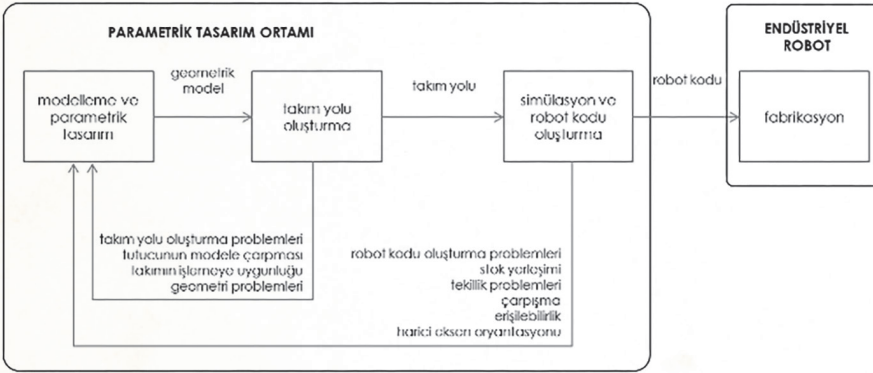 PARAMETRİK TASARIM ORTAMI
ENDÜSTRİYEL
ROBOT
modelleme ve
parametrik
tasarım
geometrik
model
takım yolu
oluşturma
takım yolu
simülasyon ve
robot kodu
oluşturma
robot kodu
fabrikasyon
takım yolu oluşturma problemleri
tutucunun modele çarpması
takımın işlemeye uygunluğu
geometri problemleri
robot kodu oluşturma problemleri
stok yerleşimi
tekillik problemleri
çarpışma
erişilebilirlik
harici eksen oryantasyonu